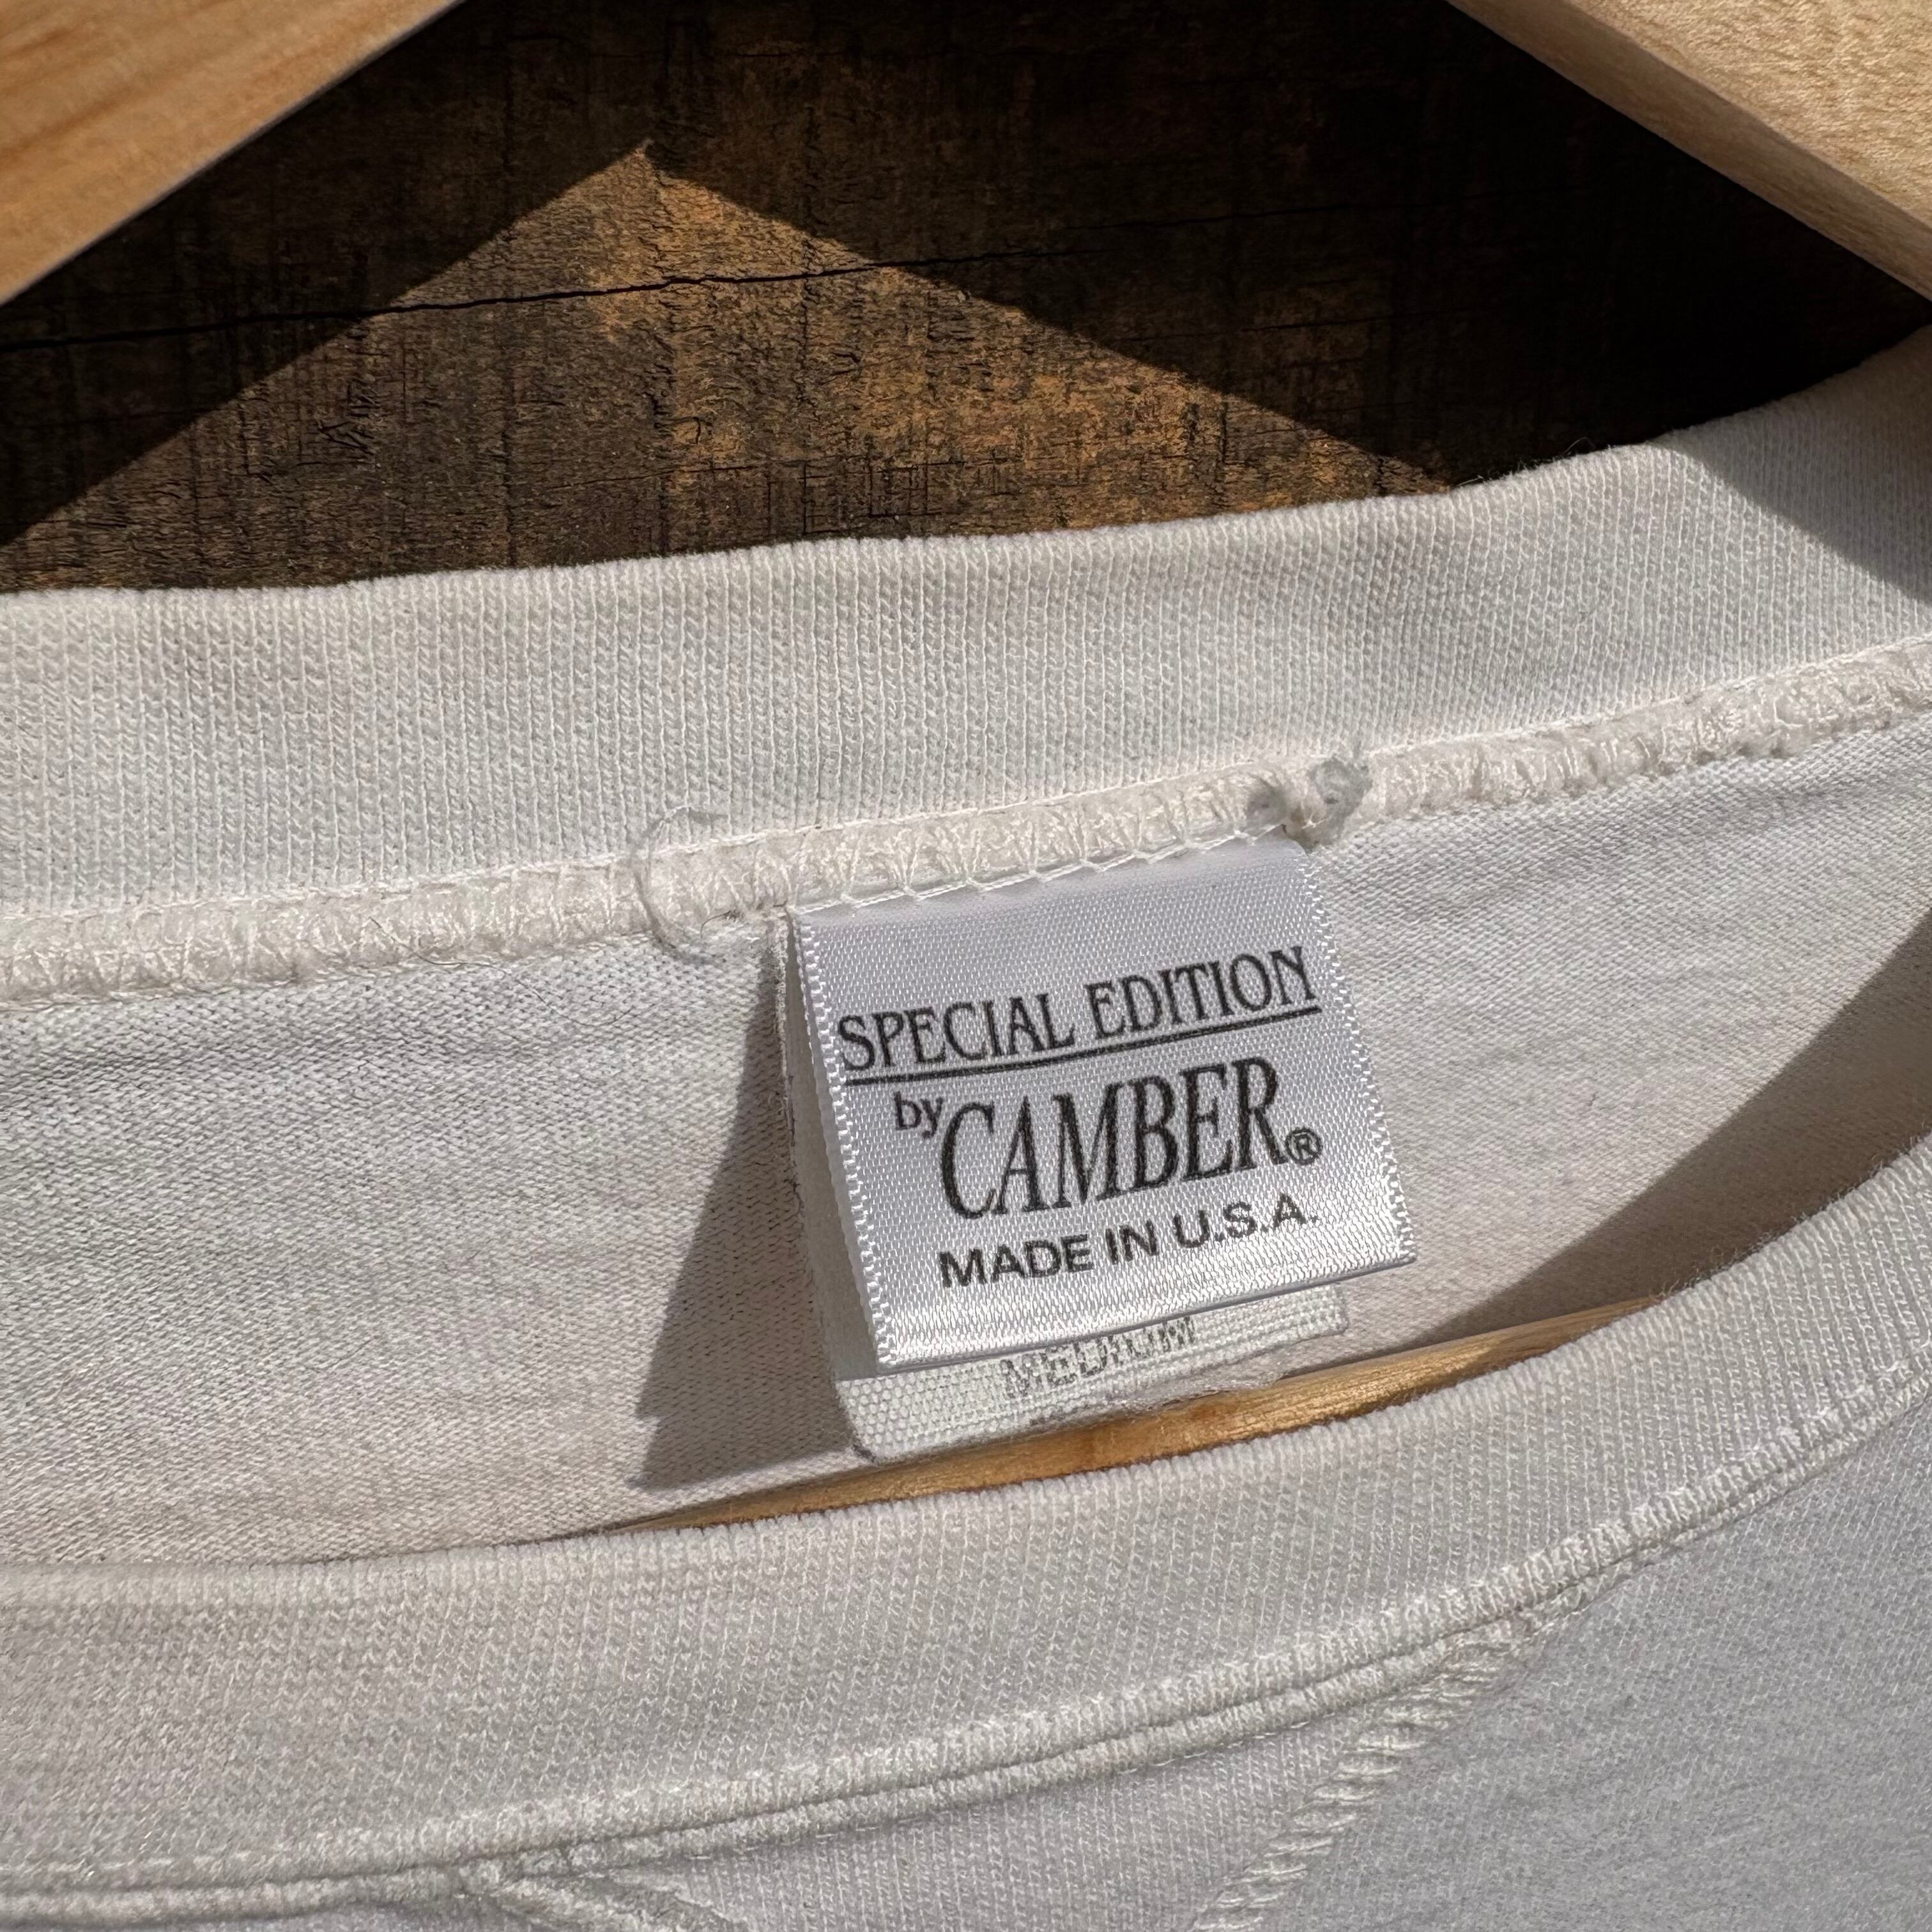 SPECIAL EDITION
by CAMBER®
MADE IN U.S.A.
MEDIUM